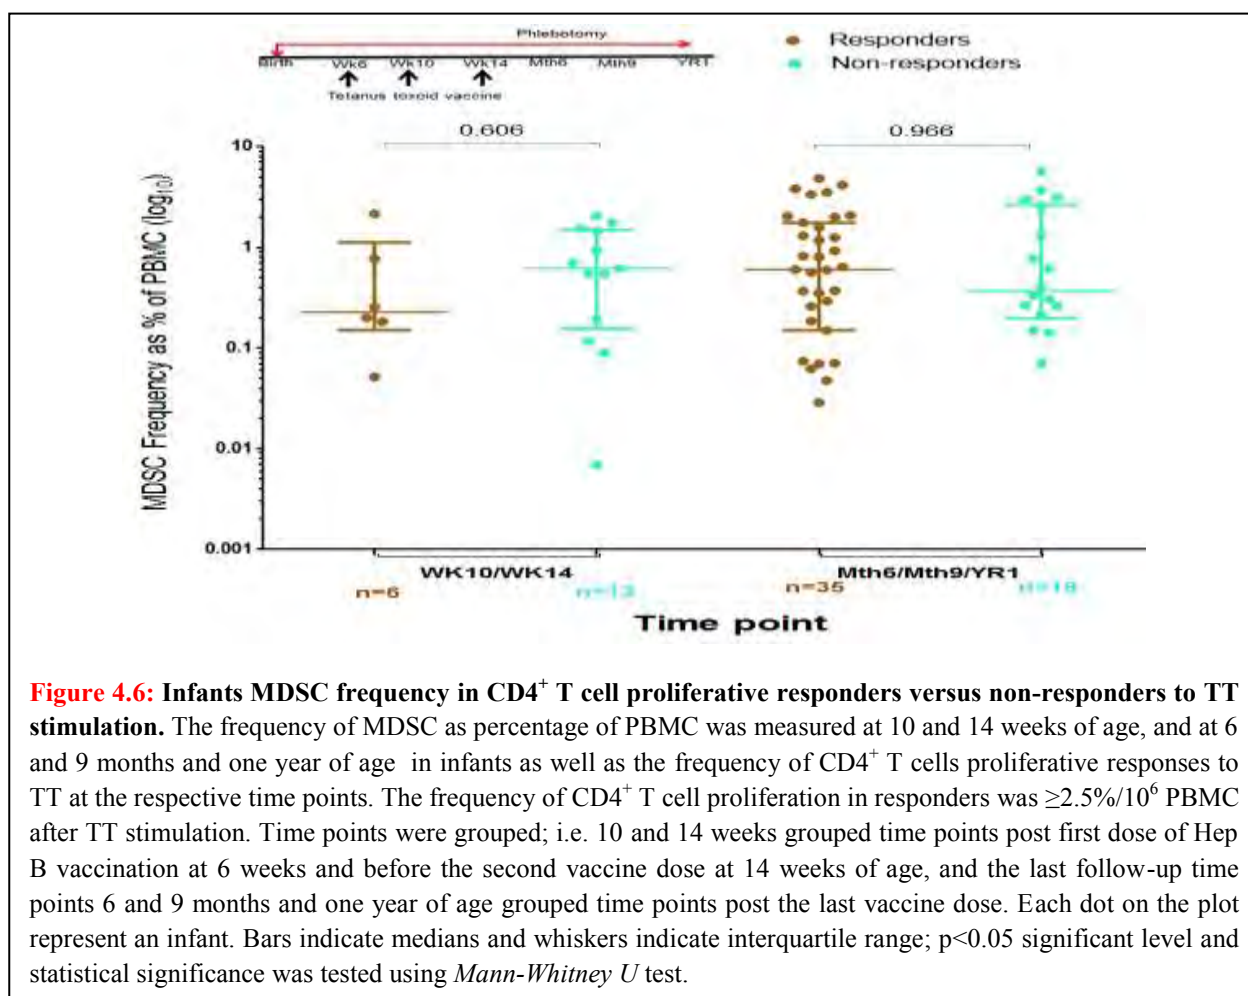 Phlebotomy
Birth Wk6 Wk10 Wk14 Mth6 Mth9 YR1
Tetanus toxoid vaccine
Responders
Non-responders
0.606
0.966
MDSC Frequency as % of PBMC (log10)
10
1
0.1
0.01
0.001
WK10/WK14
Mth6/Mth9/YR1
n=6
n=13
n=35
n=18
Time point
Figure 4.6: Infants MDSC frequency in CD4+ T cell proliferative responders versus non-responders to TT
stimulation. The frequency of MDSC as percentage of PBMC was measured at 10 and 14 weeks of age, and at 6
and 9 months and one year of age in infants as well as the frequency of CD4+ T cells proliferative responses to
TT at the respective time points. The frequency of CD4+ T cell proliferation in responders was ≥2.5%/10^6 PBMC
after TT stimulation. Time points were grouped; i.e. 10 and 14 weeks grouped time points post first dose of Hep
B vaccination at 6 weeks and before the second vaccine dose at 14 weeks of age, and the last follow-up time
points 6 and 9 months and one year of age grouped time points post the last vaccine dose. Each dot on the plot
represent an infant. Bars indicate medians and whiskers indicate interquartile range; p<0.05 significant level and
statistical significance was tested using Mann-Whitney U test.